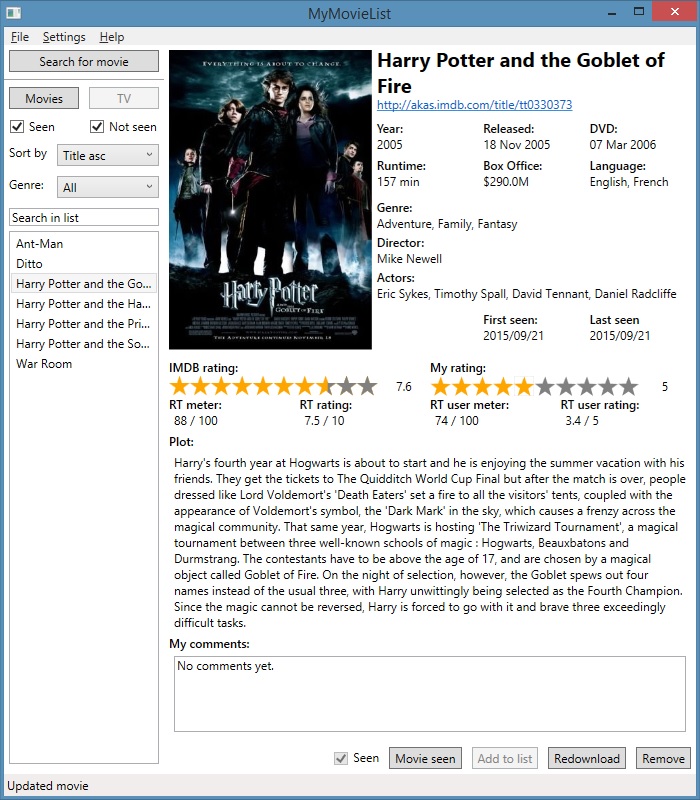 MyMovieList
File Settings Help
Search for movie
Movies TV
Seen Not seen
Sort by Title asc
Genre: All
Search in list
Ant-Man
Ditto
Harry Potter and the Go...
Harry Potter and the Ha...
Harry Potter and the Pri...
Harry Potter and the So...
War Room
EVERYTHING IS ABOUT TO CHANGE.
Harry Potter
AND THE
GOBLET OF FIRE
THE ADVENTURE CONTINUES NOVEMBER 18
Harry Potter and the Goblet of
Fire
http://akas.imdb.com/title/tt0330373
Year: Released: DVD:
2005 18 Nov 2005 07 Mar 2006
Runtime: Box Office: Language:
157 min $290.0M English, French
Genre:
Adventure, Family, Fantasy
Director:
Mike Newell
Actors:
Eric Sykes, Timothy Spall, David Tennant, Daniel Radcliffe
First seen: Last seen
2015/09/21 2015/09/21
IMDB rating: My rating:
7.6 5
RT meter: RT rating: RT user meter: RT user rating:
88 / 100 7.5 / 10 74 / 100 3.4 / 5
Plot:
Harry's fourth year at Hogwarts is about to start and he is enjoying the summer vacation with his
friends. They get the tickets to The Quidditch World Cup Final but after the match is over, people
dressed like Lord Voldemort's 'Death Eaters' set a fire to all the visitors' tents, coupled with the
appearance of Voldemort's symbol, the 'Dark Mark' in the sky, which causes a frenzy across the
magical community. That same year, Hogwarts is hosting 'The Triwizard Tournament', a magical
tournament between three well-known schools of magic : Hogwarts, Beauxbatons and
Durmstrang. The contestants have to be above the age of 17, and are chosen by a magical
object called Goblet of Fire. On the night of selection, however, the Goblet spews out four
names instead of the usual three, with Harry unwittingly being selected as the Fourth Champion.
Since the magic cannot be reversed, Harry is forced to go with it and brave three exceedingly
difficult tasks.
My comments:
No comments yet.
Seen Movie seen Add to list Redownload Remove
Updated movie